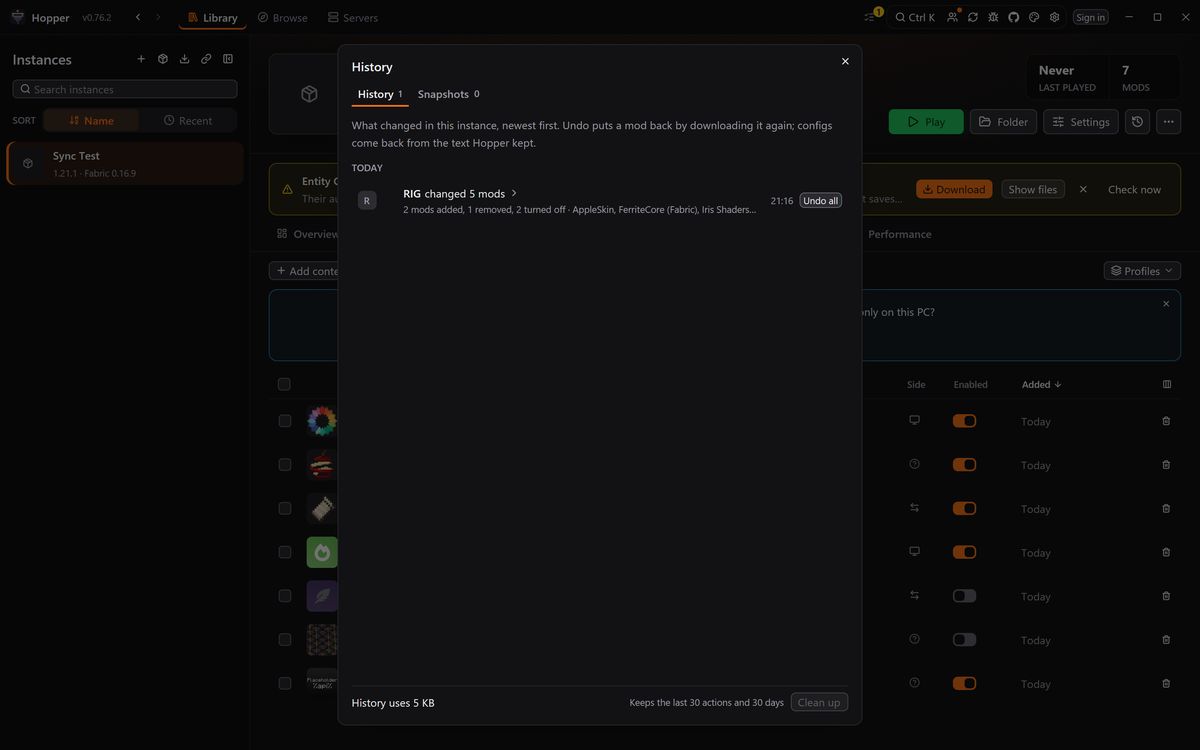 Hopper v0.76.2 Library Browse Servers 1 Ctrl K Sign in
Instances
Search instances
SORT Name Recent
Sync Test
1.21.1 · Fabric 0.16.9
Never
LAST PLAYED
7
MODS
Play Folder Settings
Entity
Their au
t saves...
Download Show files Check now
Overview
Performance
Add conte
Profiles
only on this PC?
Side Enabled Added
Today
Today
Today
Today
Today
Today
Today
History
History 1 Snapshots 0
What changed in this instance, newest first. Undo puts a mod back by downloading it again; configs
come back from the text Hopper kept.
TODAY
R
RIG changed 5 mods
2 mods added, 1 removed, 2 turned off · AppleSkin, FerriteCore (Fabric), Iris Shaders...
21:16 Undo all
History uses 5 KB
Keeps the last 30 actions and 30 days Clean up